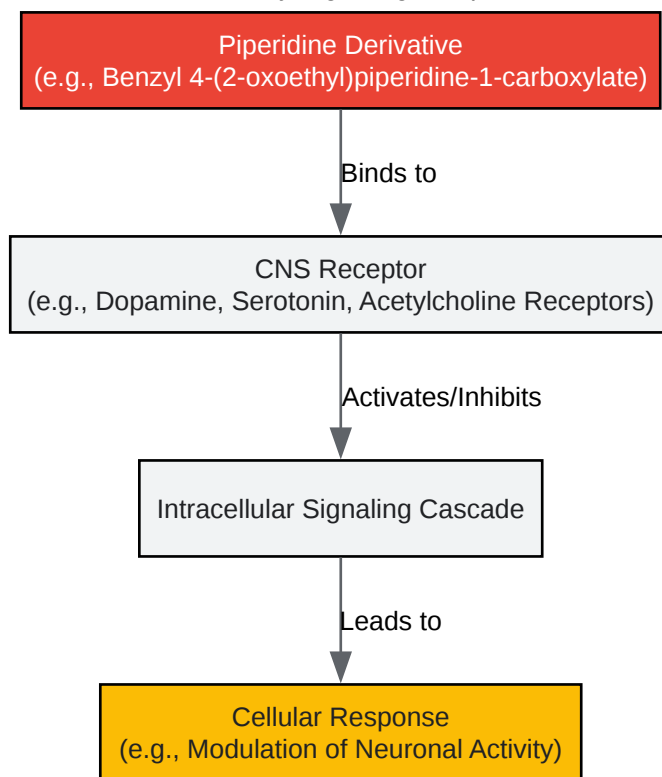 Piperidine Derivative
(e.g., Benzyl 4-(2-oxoethyl)piperidine-1-carboxylate)
Binds to
CNS Receptor
(e.g., Dopamine, Serotonin, Acetylcholine Receptors)
Activates/Inhibits
Intracellular Signaling Cascade
Leads to
Cellular Response
(e.g., Modulation of Neuronal Activity)